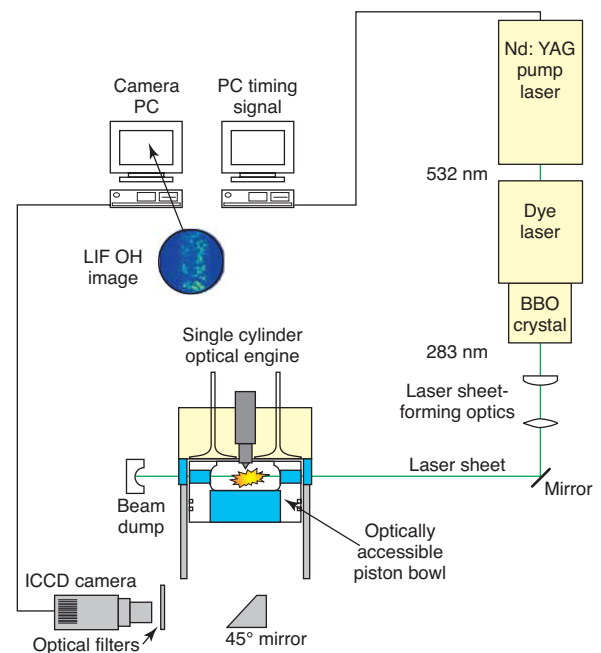 Nd: YAG
pump
laser
Camera
PC
PC timing
signal
532 nm
Dye
laser
LIF OH
image
BBO
crystal
Single cylinder
optical engine
283 nm
Laser sheet-
forming optics
Laser sheet
Mirror
Beam
dump
Optically
accessible
piston bowl
ICCD camera
45° mirror
Optical filters